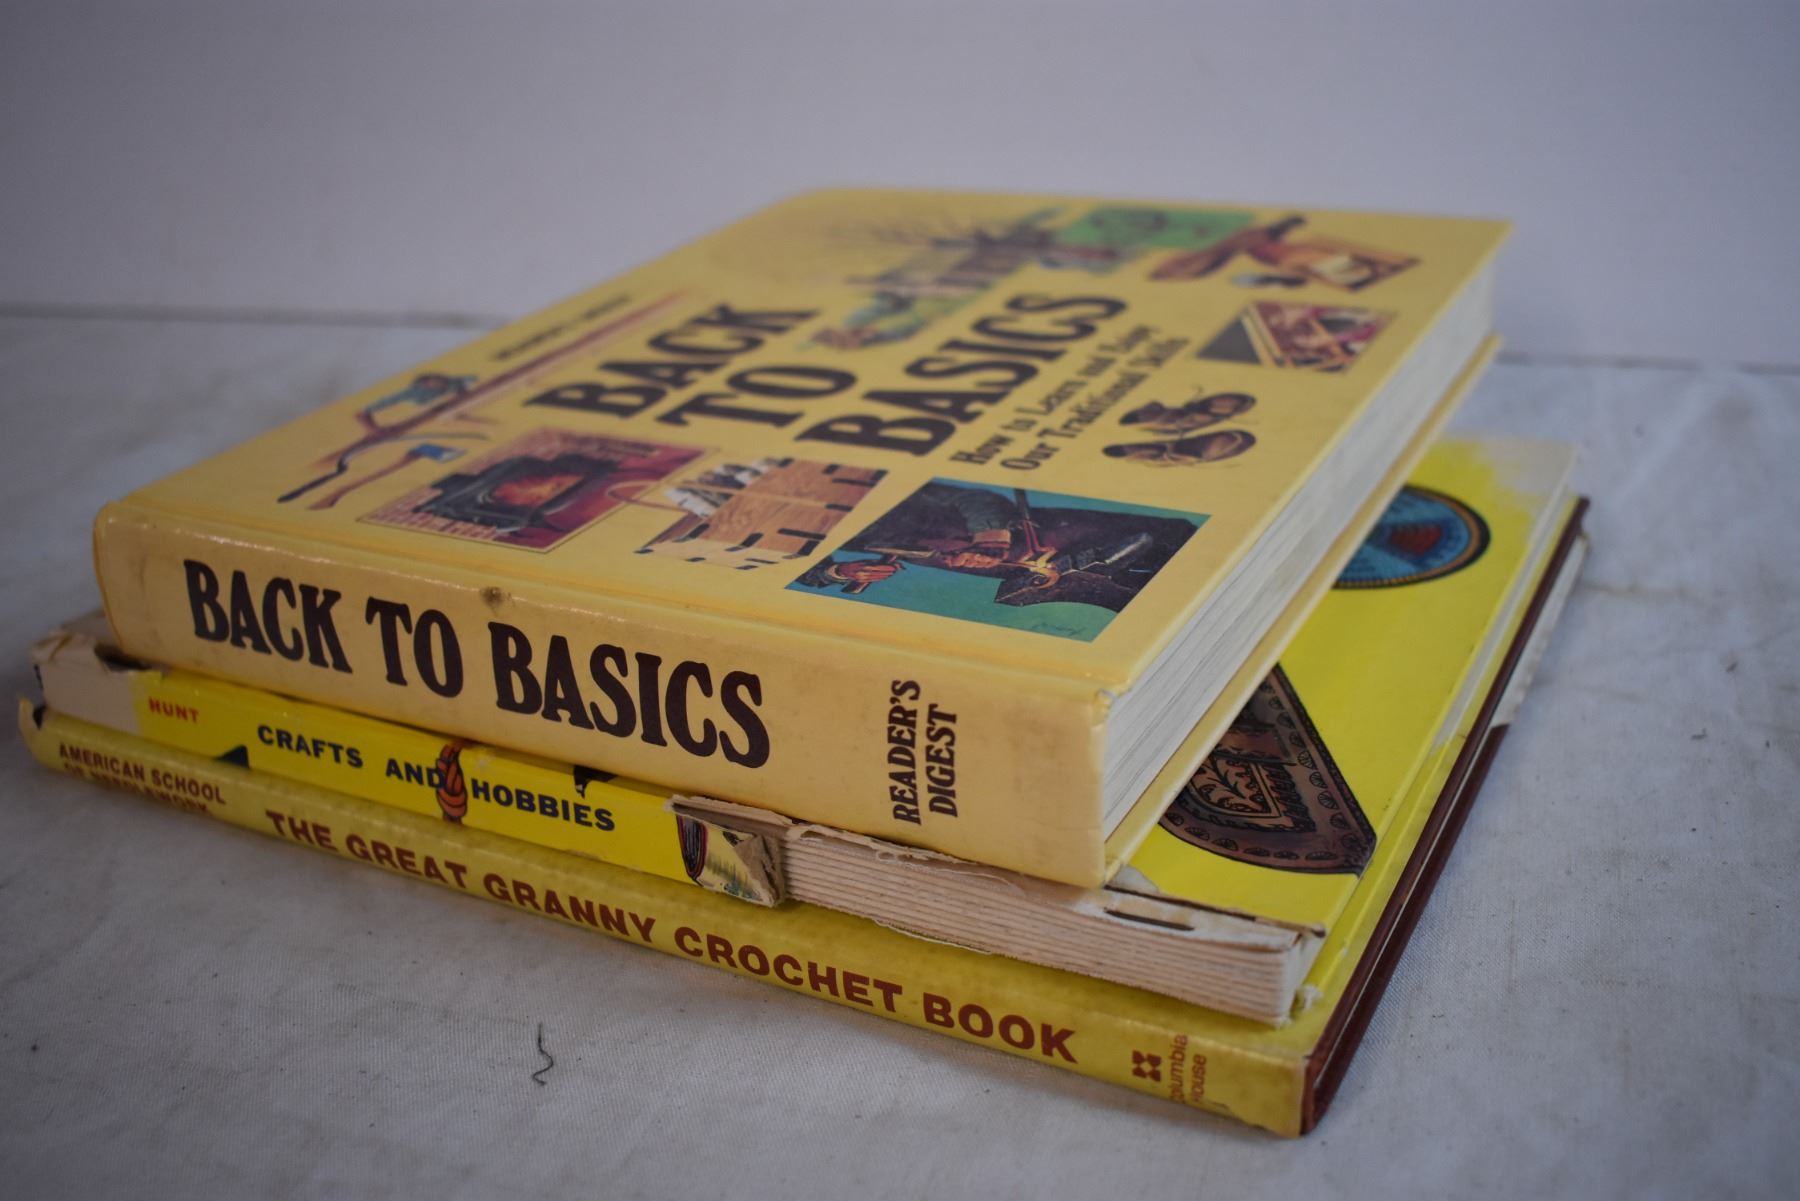 BACK
TO
BASICS
How to Learn and Enjoy
Our Traditional Skills
BACK TO BASICS
READER'S
DIGEST
HUNT
CRAFTS AND HOBBIES
AMERICAN SCHOOL
OF NEEDLEWORK
THE GREAT GRANNY CROCHET BOOK
Columbia
House